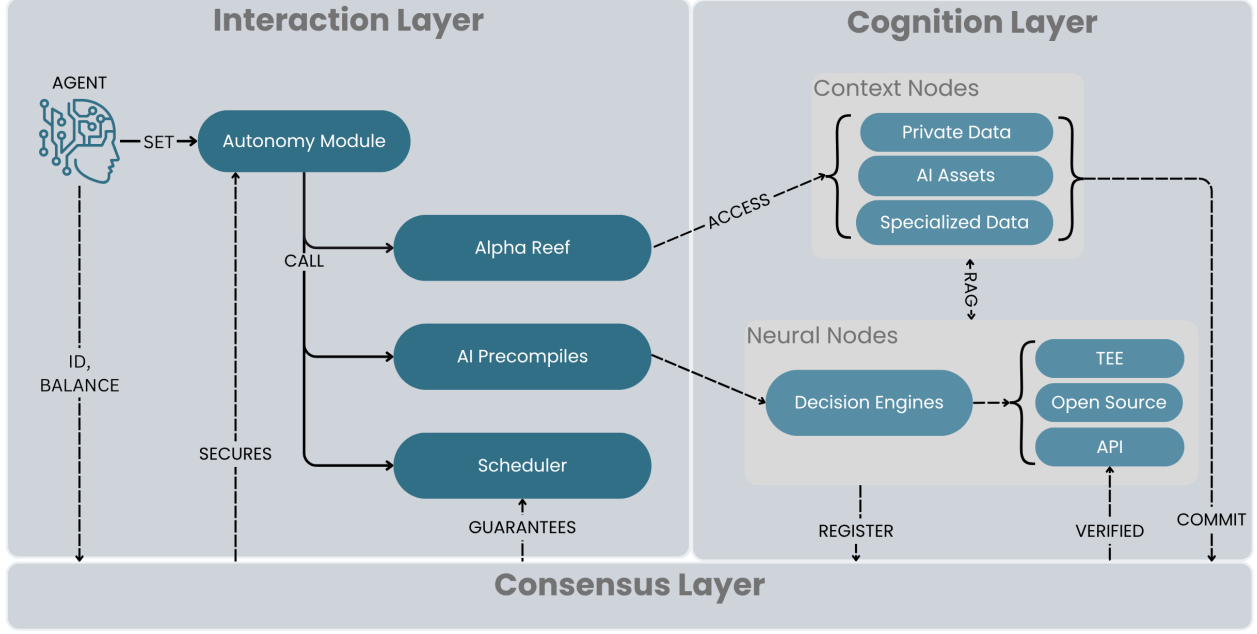 Interaction Layer
Cognition Layer
AGENT
SET
Autonomy Module
CALL
Alpha Reef
AI Precompiles
Scheduler
ID,
BALANCE
SECURES
GUARANTEES
ACCESS
Context Nodes
Private Data
AI Assets
Specialized Data
RAG
Neural Nodes
Decision Engines
TEE
Open Source
API
REGISTER
VERIFIED
COMMIT
Consensus Layer